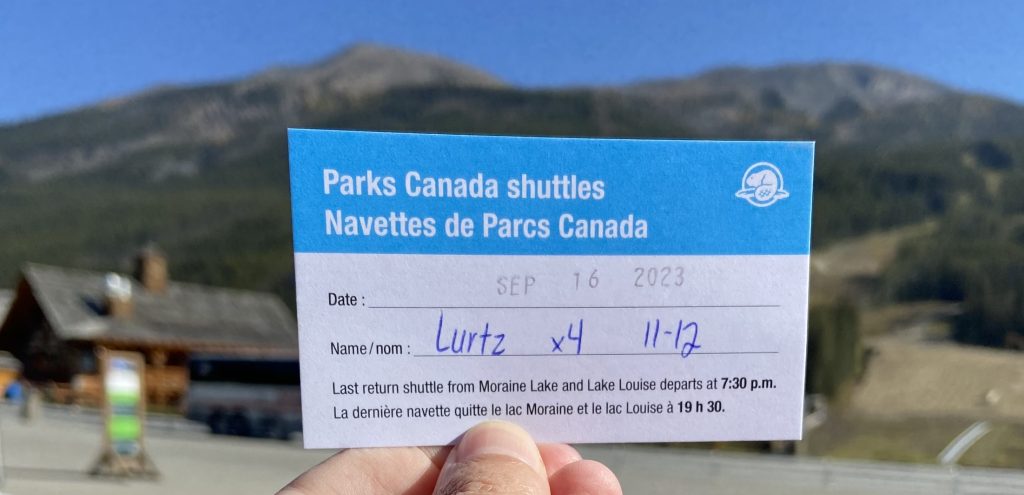 Parks Canada shuttles
Navettes de Parcs Canada
Date : SEP 16 2023
Name/nom : Lurtz x4 11-12
Last return shuttle from Moraine Lake and Lake Louise departs at 7:30 p.m.
La dernière navette quitte le lac Moraine et le lac Louise à 19 h 30.